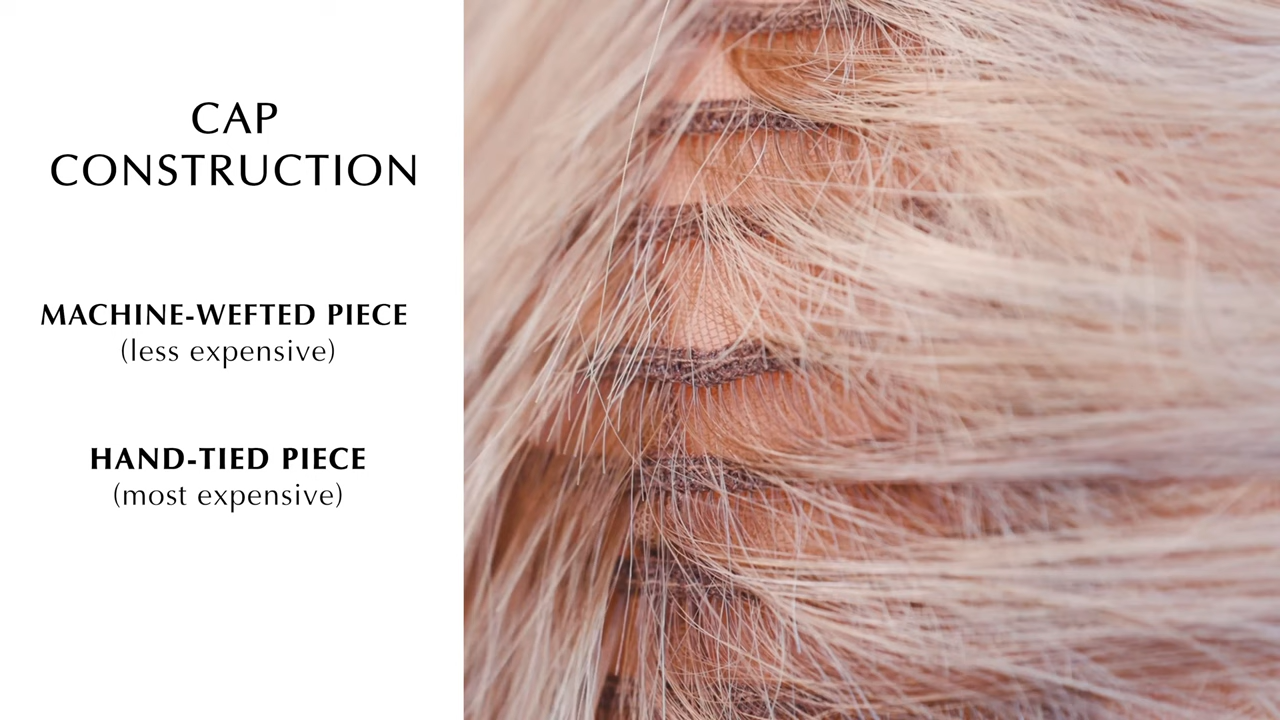 CAP
CONSTRUCTION
MACHINE-WEFTED PIECE
(less expensive)
HAND-TIED PIECE
(most expensive)